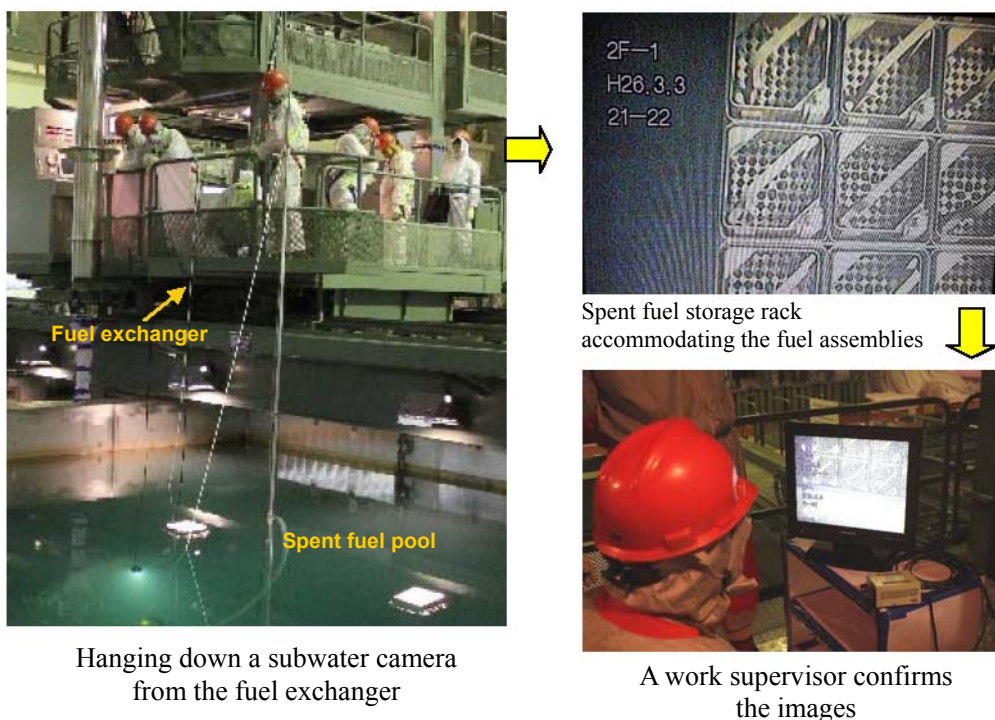 Fuel exchanger
Spent fuel pool
Hanging down a subwater camera
from the fuel exchanger
2F-1
H26.3.3
21-22
Spent fuel storage rack
accommodating the fuel assemblies
A work supervisor confirms
the images